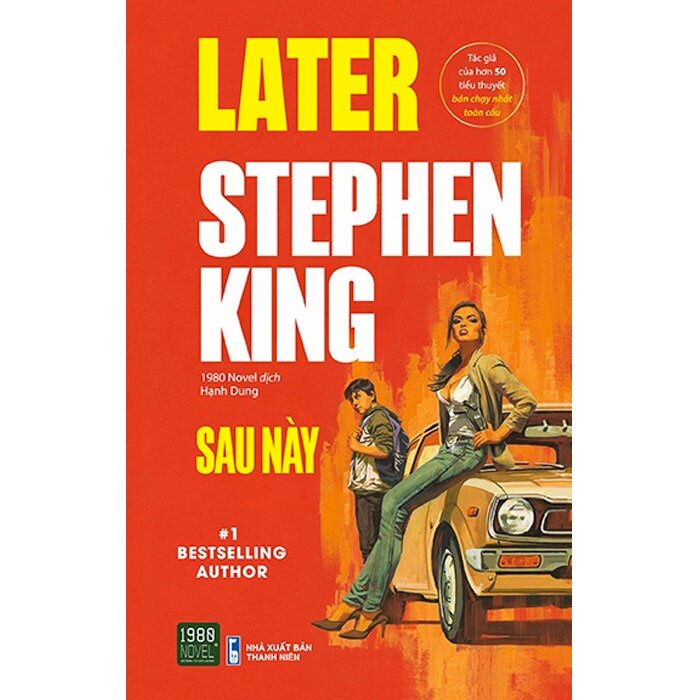 LATER
Tác giả
của hơn 50
tiểu thuyết
bán chạy nhất
toàn cầu
STEPHEN
KING
1980 Novel dịch
Hạnh Dung
SAU NÀY
#1
BESTSELLING
AUTHOR
1980
NOVEL
NHÀ XUẤT BẢN
THANH NIÊN